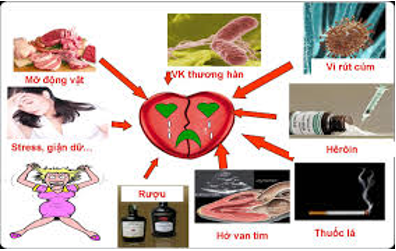 Mỡ động vật
VK thương hàn
Vi rút cúm
Stress, giận dữ...
Hêrôin
Rượu
Hở van tim
Thuốc lá